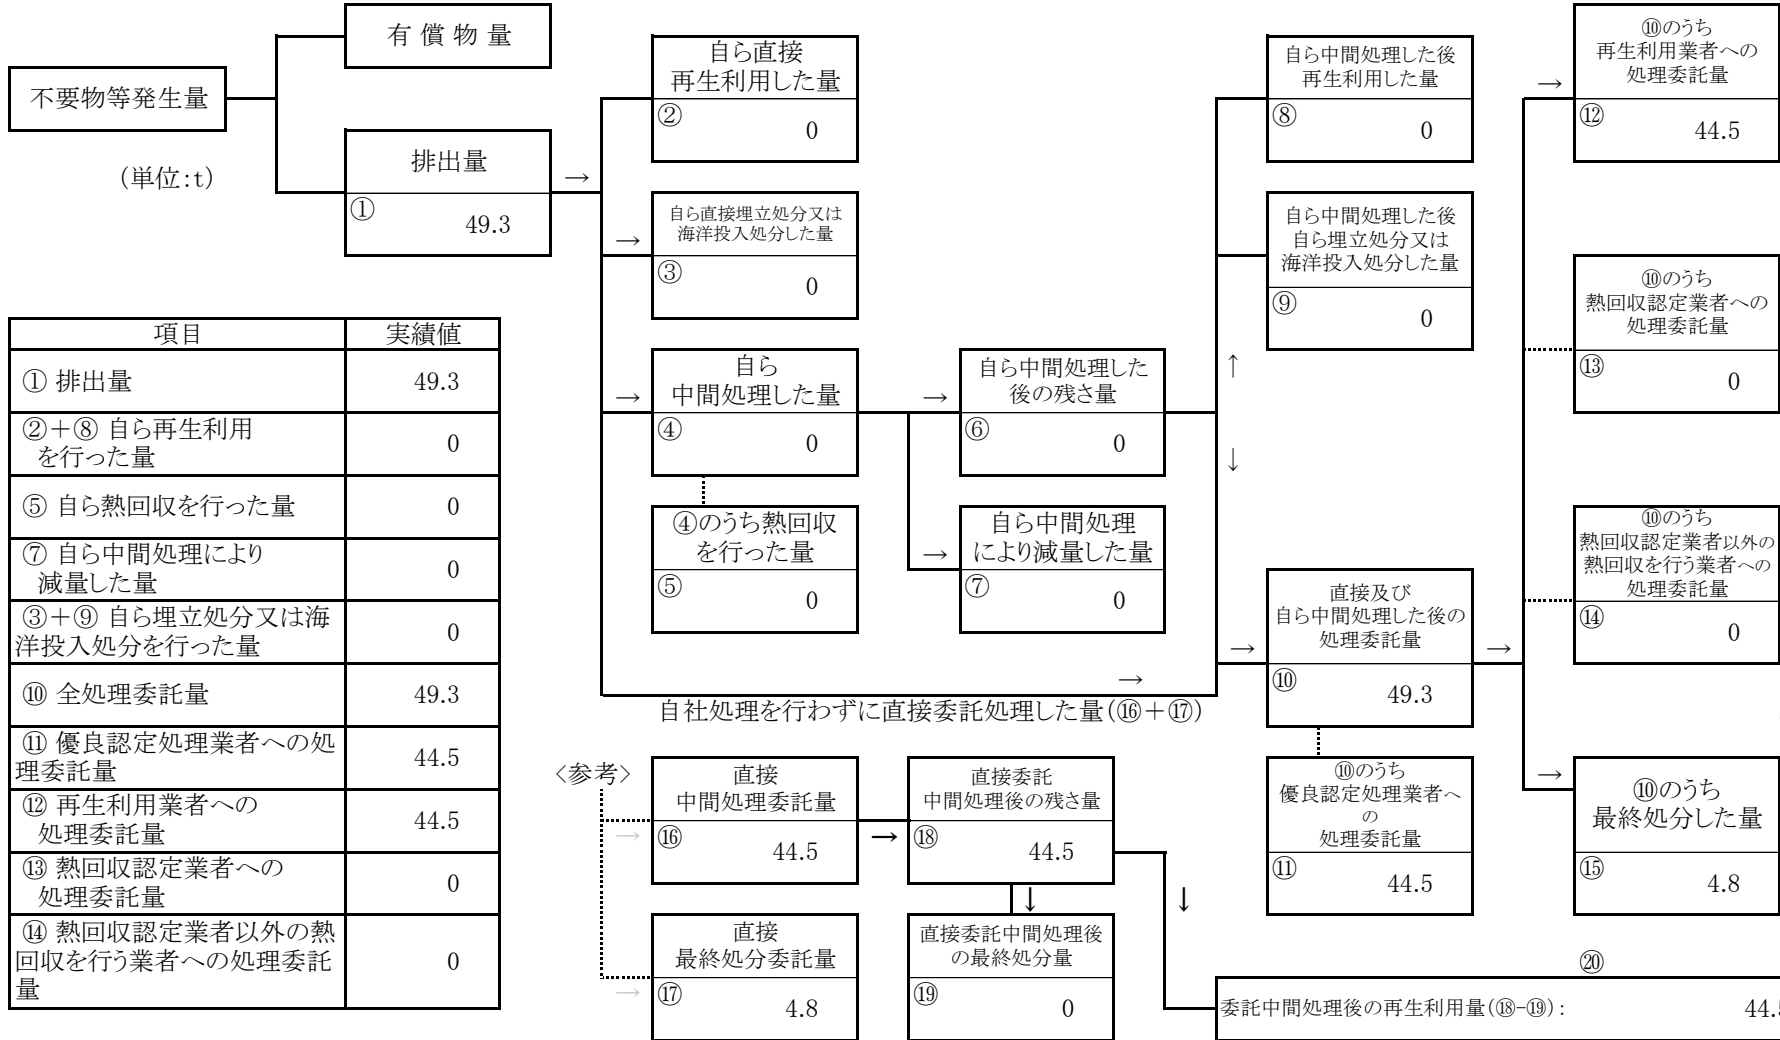 有 償 物 量
不要物等発生量
(単位:t)
排出量
①
49.3
→
自ら直接
再生利用した量
②
0
→
自ら直接埋立処分又は
海洋投入処分した量
③
0
→
自ら
中間処理した量
④
0
④のうち熱回収
を行った量
⑤
0
→
自ら中間処理した
後の残さ量
⑥
0
→
自ら中間処理
により減量した量
⑦
0
自ら中間処理した後
再生利用した量
⑧
0
自ら中間処理した後
自ら埋立処分又は
海洋投入処分した量
⑨
0
↑
↓
→
直接及び
自ら中間処理した後の
処理委託量
⑩
49.3
→
自社処理を行わずに直接委託処理した量(⑯+⑰)
⑩のうち
優良認定処理業者へ
の
処理委託量
⑪
44.5
→
→
⑩のうち
再生利用業者への
処理委託量
⑫
44.5
⑩のうち
熱回収認定業者への
処理委託量
⑬
0
⑩のうち
熱回収認定業者以外の
熱回収を行う業者への
処理委託量
⑭
0
→
⑩のうち
最終処分した量
⑮
4.8
項目 実績値
① 排出量 49.3
②+⑧ 自ら再生利用
を行った量 0
⑤ 自ら熱回収を行った量 0
⑦ 自ら中間処理により
減量した量 0
③+⑨ 自ら埋立処分又は海
洋投入処分を行った量 0
⑩ 全処理委託量 49.3
⑪ 優良認定処理業者への処
理委託量 44.5
⑫ 再生利用業者への
処理委託量 44.5
⑬ 熱回収認定業者への
処理委託量 0
⑭ 熱回収認定業者以外の熱
回収を行う業者への処理委託
量 0
<参考>
→
直接
中間処理委託量
⑯
44.5
→
直接
最終処分委託量
⑰
4.8
→
直接委託
中間処理後の残さ量
⑱
44.5
↓
直接委託中間処理後
の最終処分量
⑲
0
↓
⑳
委託中間処理後の再生利用量(⑱-⑲): 44.5